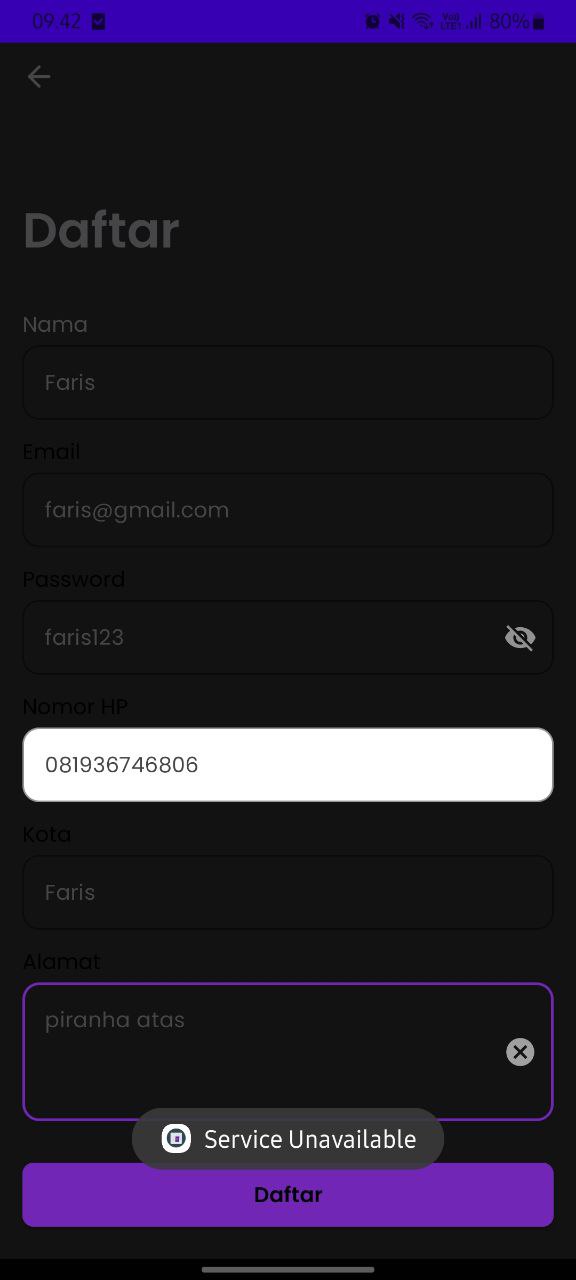 09.42
80%
Daftar
Nama
Faris
Email
faris@gmail.com
Password
faris123
Nomor HP
081936746806
Kota
Faris
Alamat
piranha atas
Service Unavailable
Daftar